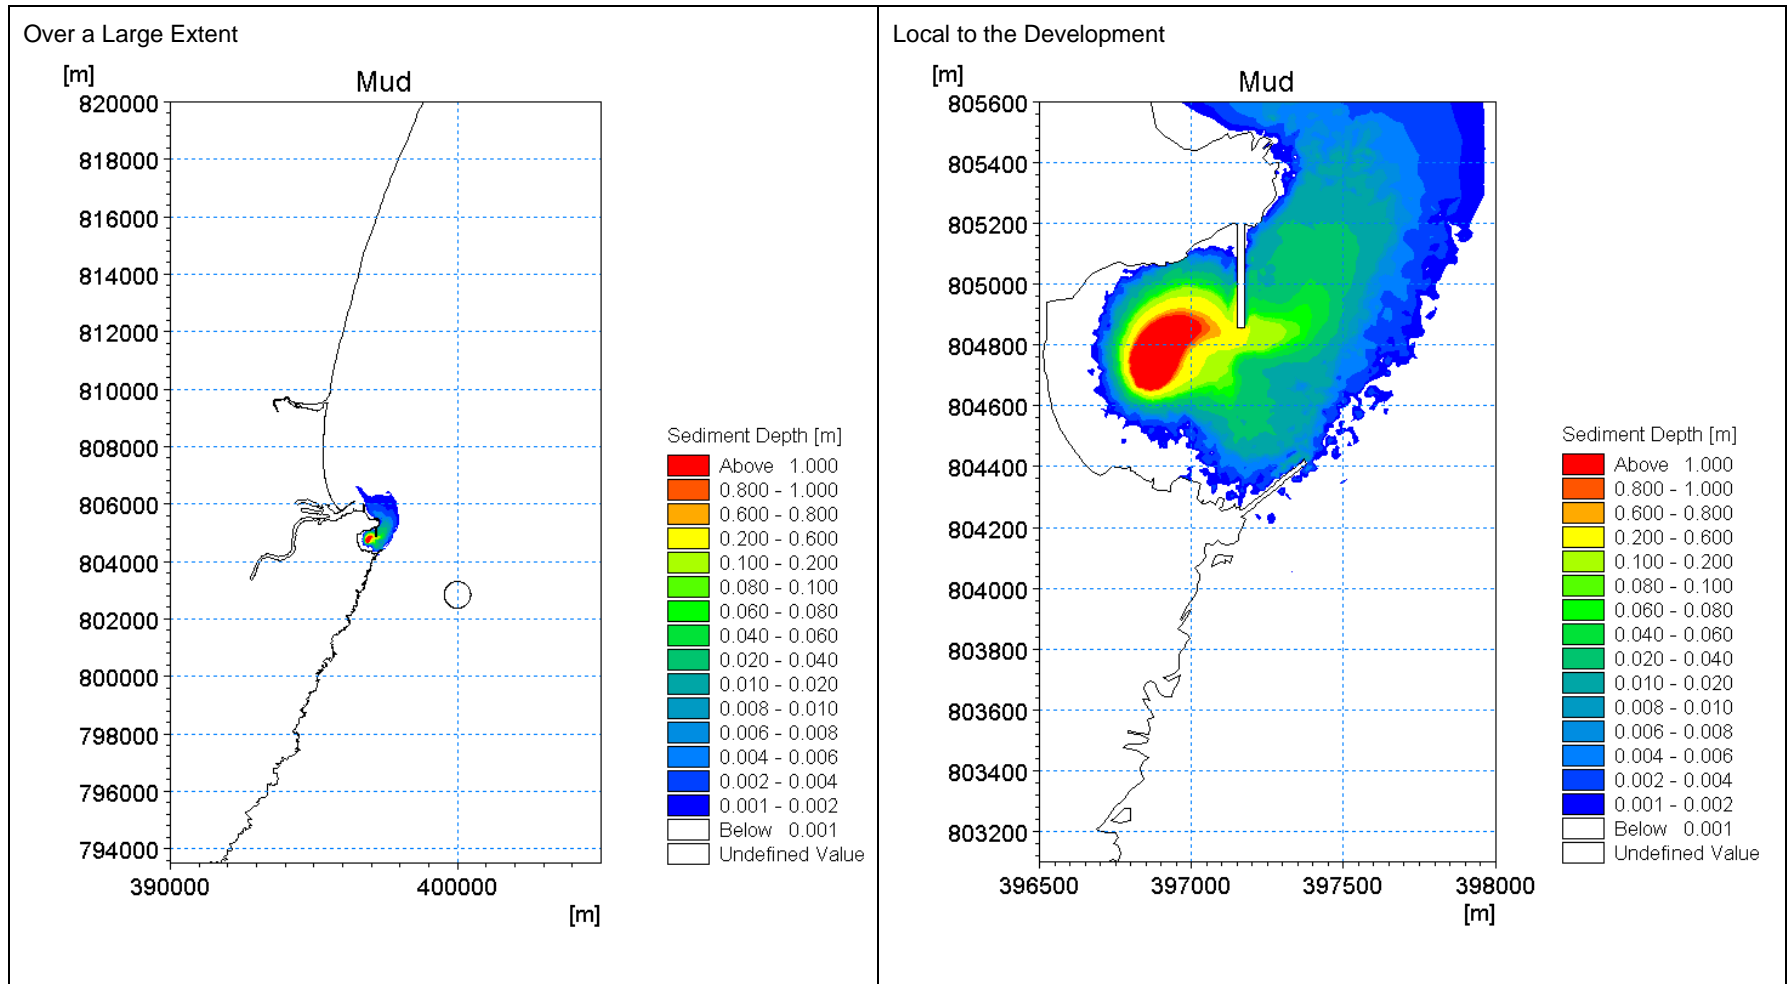 Over a Large Extent
[m]
Mud
820000
818000
816000
814000
812000
810000
808000
806000
804000
802000
800000
798000
796000
794000
390000 400000
[m]
Sediment Depth [m]
Above 1.000
0.800 - 1.000
0.600 - 0.800
0.200 - 0.600
0.100 - 0.200
0.080 - 0.100
0.060 - 0.080
0.040 - 0.060
0.020 - 0.040
0.010 - 0.020
0.008 - 0.010
0.006 - 0.008
0.004 - 0.006
0.002 - 0.004
0.001 - 0.002
Below 0.001
Undefined Value
Local to the Development
[m]
Mud
805600
805400
805200
805000
804800
804600
804400
804200
804000
803800
803600
803400
803200
396500 397000 397500 398000
[m]
Sediment Depth [m]
Above 1.000
0.800 - 1.000
0.600 - 0.800
0.200 - 0.600
0.100 - 0.200
0.080 - 0.100
0.060 - 0.080
0.040 - 0.060
0.020 - 0.040
0.010 - 0.020
0.008 - 0.010
0.006 - 0.008
0.004 - 0.006
0.002 - 0.004
0.001 - 0.002
Below 0.001
Undefined Value